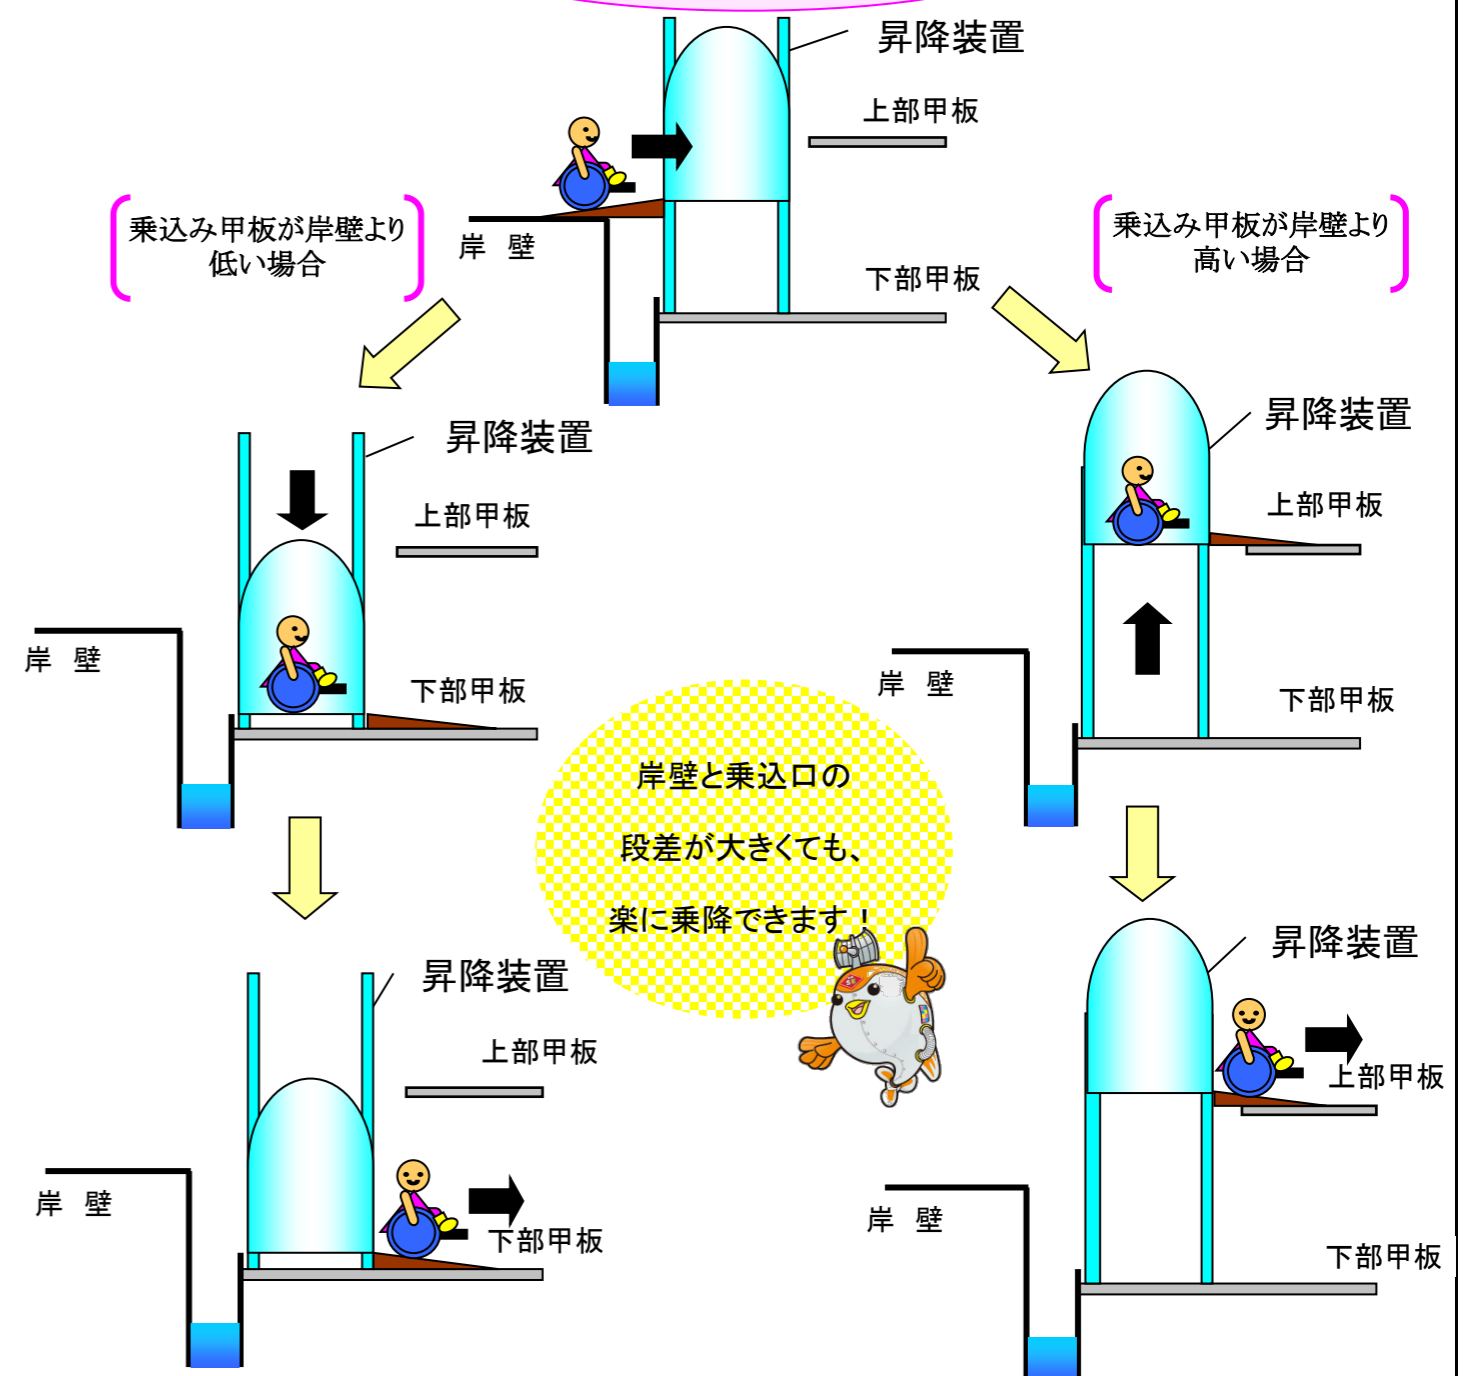 昇降装置
上部甲板
岸 壁
下部甲板
乗込み甲板が岸壁より
低い場合
乗込み甲板が岸壁より
高い場合
昇降装置
上部甲板
岸 壁
下部甲板
昇降装置
上部甲板
岸 壁
下部甲板
岸壁と乗込口の
段差が大きくても、
楽に乗降できます！
昇降装置
上部甲板
岸 壁
下部甲板
昇降装置
上部甲板
岸 壁
下部甲板